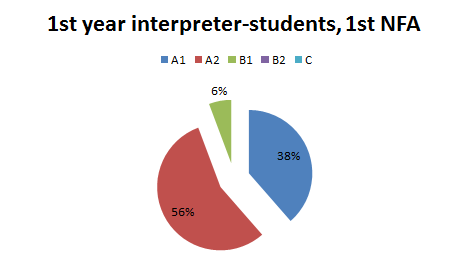 1st year interpreter-students, 1st NFA
A1 A2 B1 B2 C
6%
38%
56%